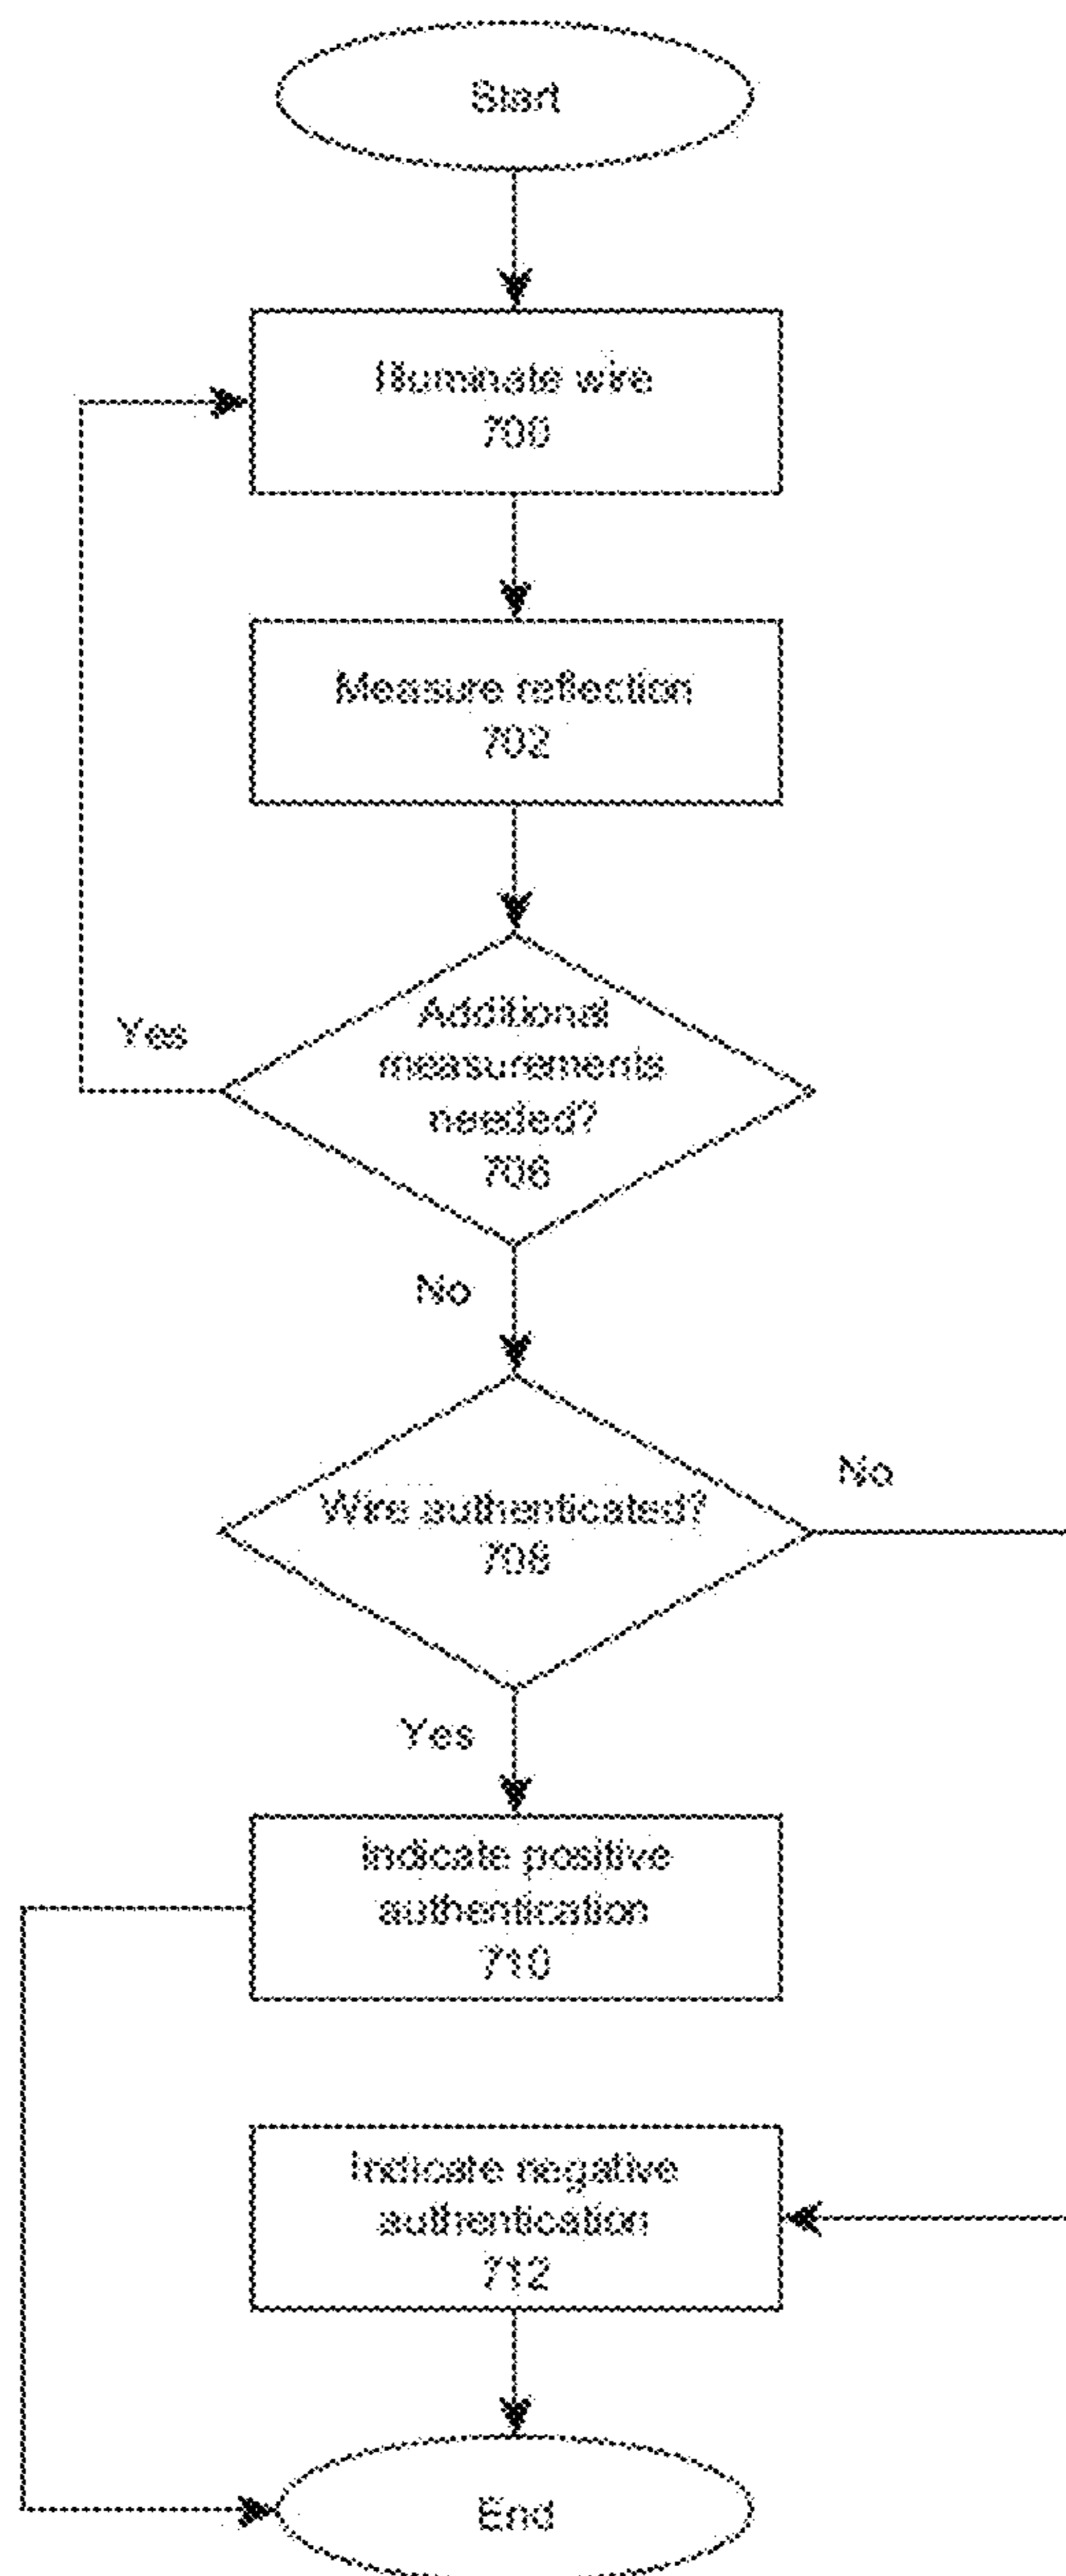 Start
Illuminate wire
700
Measure reflection
702
Additional
measurements
needed?
706
Yes
No
Wire authenticated?
708
No
Yes
Indicate positive
authentication
710
Indicate negative
authentication
712
End